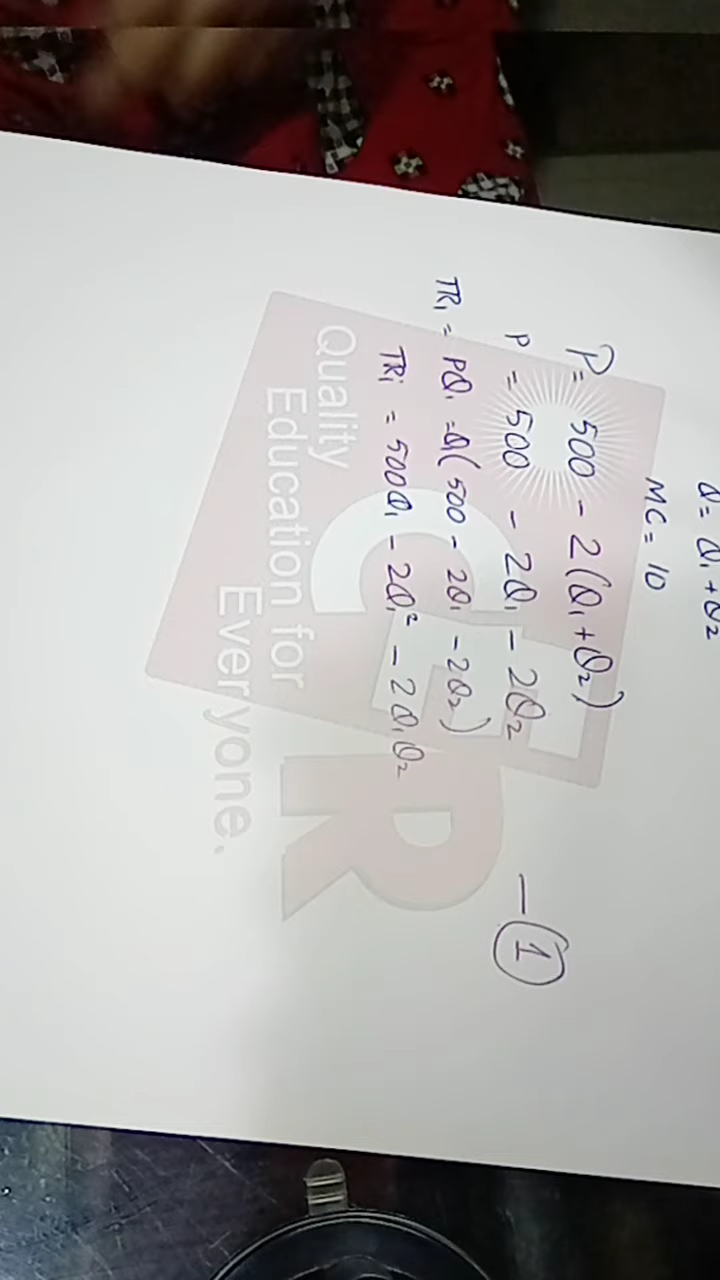 Q = Q₁ + Q₂
MC = 10
P = 500 - 2(Q₁ + Q₂)
P = 500 - 2Q₁ - 2Q₂ - ①
TR₁ = PQ₁ = Q₁(500 - 2Q₁ - 2Q₂)
TR₁ = 500Q₁ - 2Q₁² - 2Q₁Q₂
Quality
Education for
Everyone.